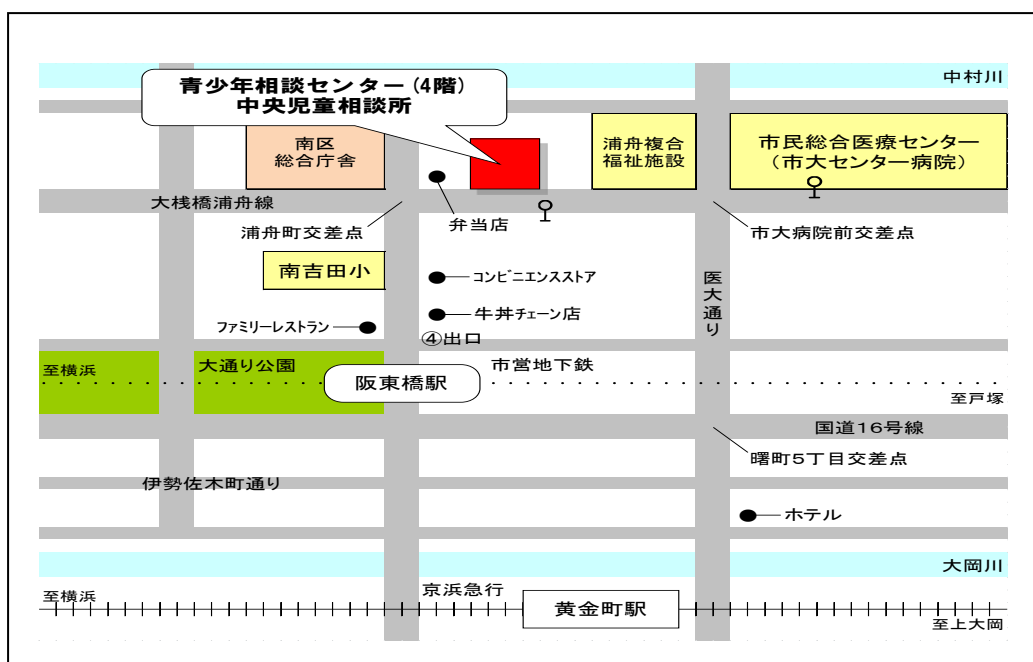 中村川
青少年相談センター(4階)
中央児童相談所
南区
総合庁舎
浦舟複合
福祉施設
市民総合医療センター
(市大センター病院)
大桟橋浦舟線
弁当店
浦舟町交差点
市大病院前交差点
南吉田小
コンビニエンスストア
医大通り
牛丼チェーン店
ファミリーレストラン
④出口
至横浜
大通り公園
阪東橋駅
市営地下鉄
至戸塚
国道16号線
曙町5丁目交差点
伊勢佐木町通り
ホテル
大岡川
至横浜
京浜急行
黄金町駅
至上大岡